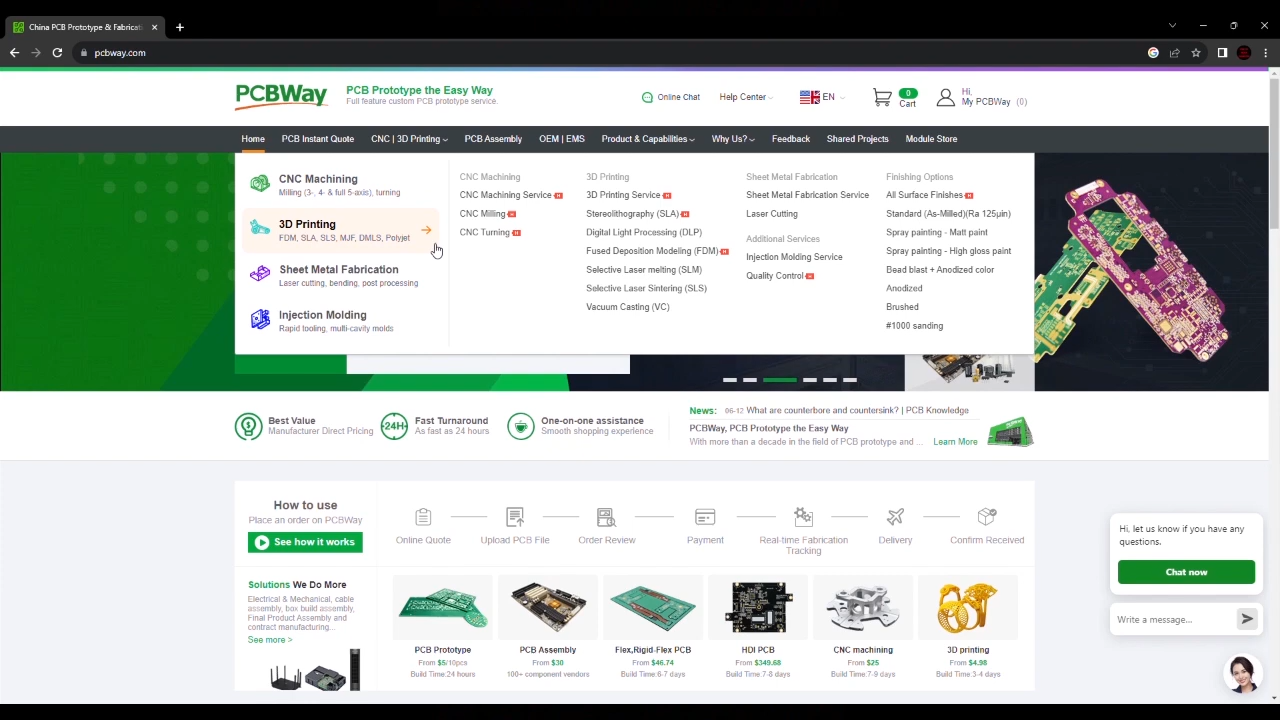 China PCB Prototype & Fabricati
pcbway.com
PCBWay
PCB Prototype the Easy Way
Full feature custom PCB prototype service.
Online Chat
Help Center
EN
0
Cart
Hi,
My PCBWay (0)
Home
PCB Instant Quote
CNC | 3D Printing
PCB Assembly
OEM | EMS
Product & Capabilities
Why Us?
Feedback
Shared Projects
Module Store
CNC Machining
Milling (3-, 4- & full 5-axis), turning
3D Printing
FDM, SLA, SLS, MJF, DMLS, Polyjet
Sheet Metal Fabrication
Laser cutting, bending, post processing
Injection Molding
Rapid tooling, multi-cavity molds
CNC Machining
CNC Machining Service
CNC Milling
CNC Turning
3D Printing
3D Printing Service
Stereolithography (SLA)
Digital Light Processing (DLP)
Fused Deposition Modeling (FDM)
Selective Laser melting (SLM)
Selective Laser Sintering (SLS)
Vacuum Casting (VC)
Sheet Metal Fabrication
Sheet Metal Fabrication Service
Laser Cutting
Additional Services
Injection Molding Service
Quality Control
Finishing Options
All Surface Finishes
Standard (As-Milled)(Ra 125μin)
Spray painting - Matt paint
Spray painting - High gloss paint
Bead blast + Anodized color
Anodized
Brushed
#1000 sanding
Best Value
Manufacturer Direct Pricing
24H
Fast Turnaround
As fast as 24 hours
One-on-one assistance
Smooth shopping experience
News: 06-12 What are counterbore and countersink? | PCB Knowledge
PCBWay, PCB Prototype the Easy Way
With more than a decade in the field of PCB prototype and ... Learn More
How to use
Place an order on PCBWay
See how it works
Online Quote
Upload PCB File
Order Review
Payment
Real-time Fabrication
Tracking
Delivery
Confirm Received
Solutions We Do More
Electrical & Mechanical, cable
assembly, box build assembly,
Final Product Assembly and
contract manufacturing...
See more >
PCB Prototype
From $5/10pcs
Build Time:24 hours
PCB Assembly
From $30
100+ component vendors
Flex,Rigid-Flex PCB
From $46.74
Build Time:6-7 days
HDI PCB
From $349.68
Build Time:7-8 days
CNC machining
From $25
Build Time:7-9 days
3D printing
From $4.98
Build Time:3-4 days
Hi, let us know if you have any
questions.
Chat now
Write a message...